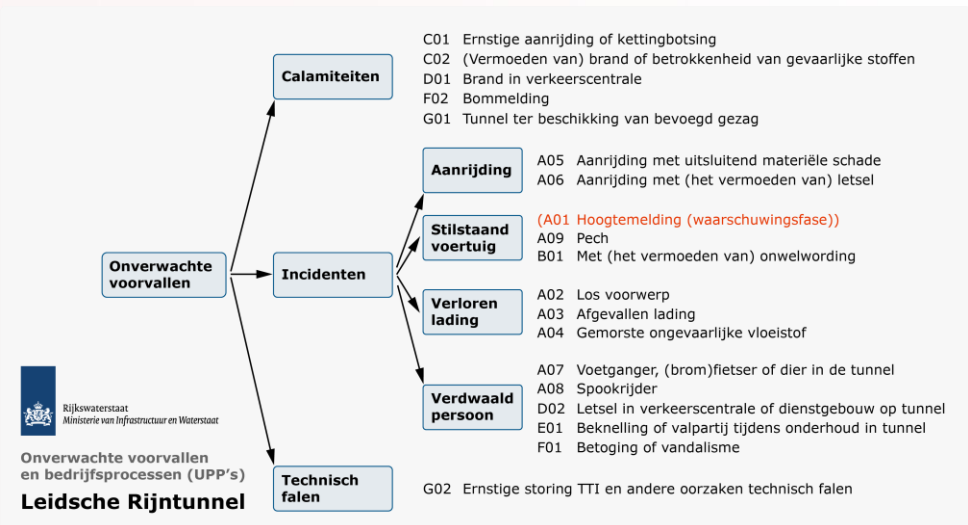 C01 Ernstige aanrijding of kettingbotsing
C02 (Vermoeden van) brand of betrokkenheid van gevaarlijke stoffen
Calamiteiten
D01 Brand in verkeerscentrale
F02 Bommelding
G01 Tunnel ter beschikking van bevoegd gezag
Aanrijding
A05 Aanrijding met uitsluitend materiële schade
A06 Aanrijding met (het vermoeden van) letsel
Stilstaand
voertuig
(A01 Hoogtemelding (waarschuwingsfase))
A09 Pech
B01 Met (het vermoeden van) onwelwording
Onverwachte
voorvallen
Incidenten
Verloren
lading
A02 Los voorwerp
A03 Afgevallen lading
A04 Gemorste ongevaarlijke vloeistof
Verdwaald
persoon
A07 Voetganger, (brom)fietser of dier in de tunnel
A08 Spookrijder
D02 Letsel in verkeerscentrale of dienstgebouw op tunnel
E01 Beknelling of valpartij tijdens onderhoud in tunnel
F01 Betoging of vandalisme
Rijkswaterstaat
Ministerie van Infrastructuur en Waterstaat
Onverwachte voorvallen
en bedrijfsprocessen (UPP’s)
Leidsche Rijntunnel
Technisch
falen
G02 Ernstige storing TTI en andere oorzaken technisch falen